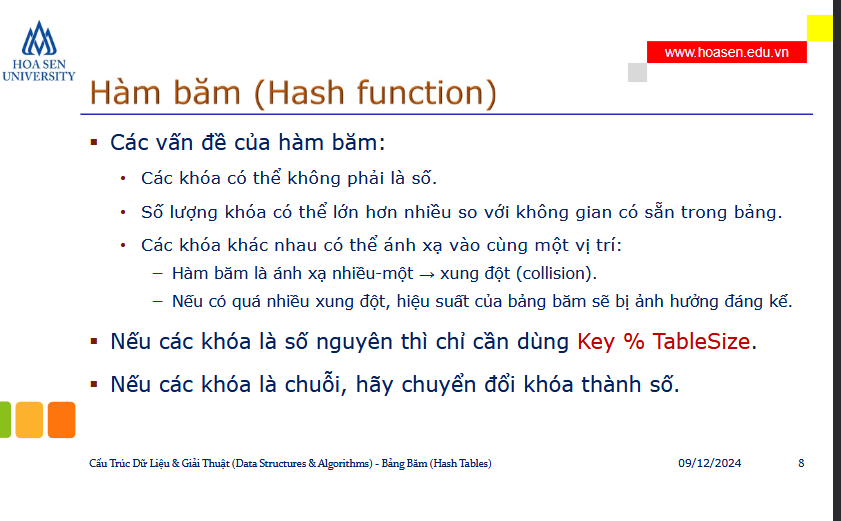 HOA SEN
UNIVERSITY
www.hoasen.edu.vn
Hàm băm (Hash function)
▪ Các vấn đề của hàm băm:
• Các khóa có thể không phải là số.
• Số lượng khóa có thể lớn hơn nhiều so với không gian có sẵn trong bảng.
• Các khóa khác nhau có thể ánh xạ vào cùng một vị trí:
– Hàm băm là ánh xạ nhiều-một → xung đột (collision).
– Nếu có quá nhiều xung đột, hiệu suất của bảng băm sẽ bị ảnh hưởng đáng kể.
▪ Nếu các khóa là số nguyên thì chỉ cần dùng Key % TableSize.
▪ Nếu các khóa là chuỗi, hãy chuyển đổi khóa thành số.
Cấu Trúc Dữ Liệu & Giải Thuật (Data Structures & Algorithms) - Bảng Băm (Hash Tables)
09/12/2024
8